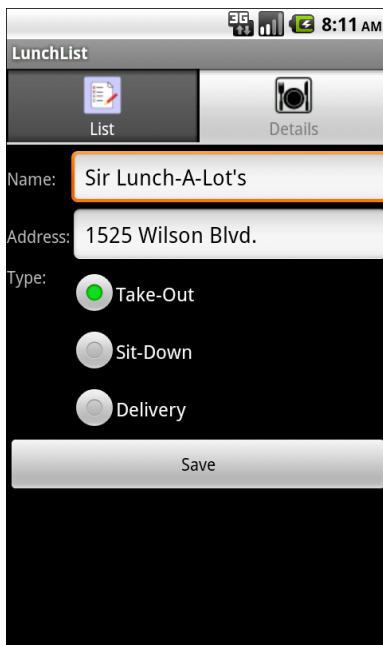 3G 8:11 AM
LunchList
List Details
Name: Sir Lunch-A-Lot's
Address: 1525 Wilson Blvd.
Type: Take-Out
Sit-Down
Delivery
Save